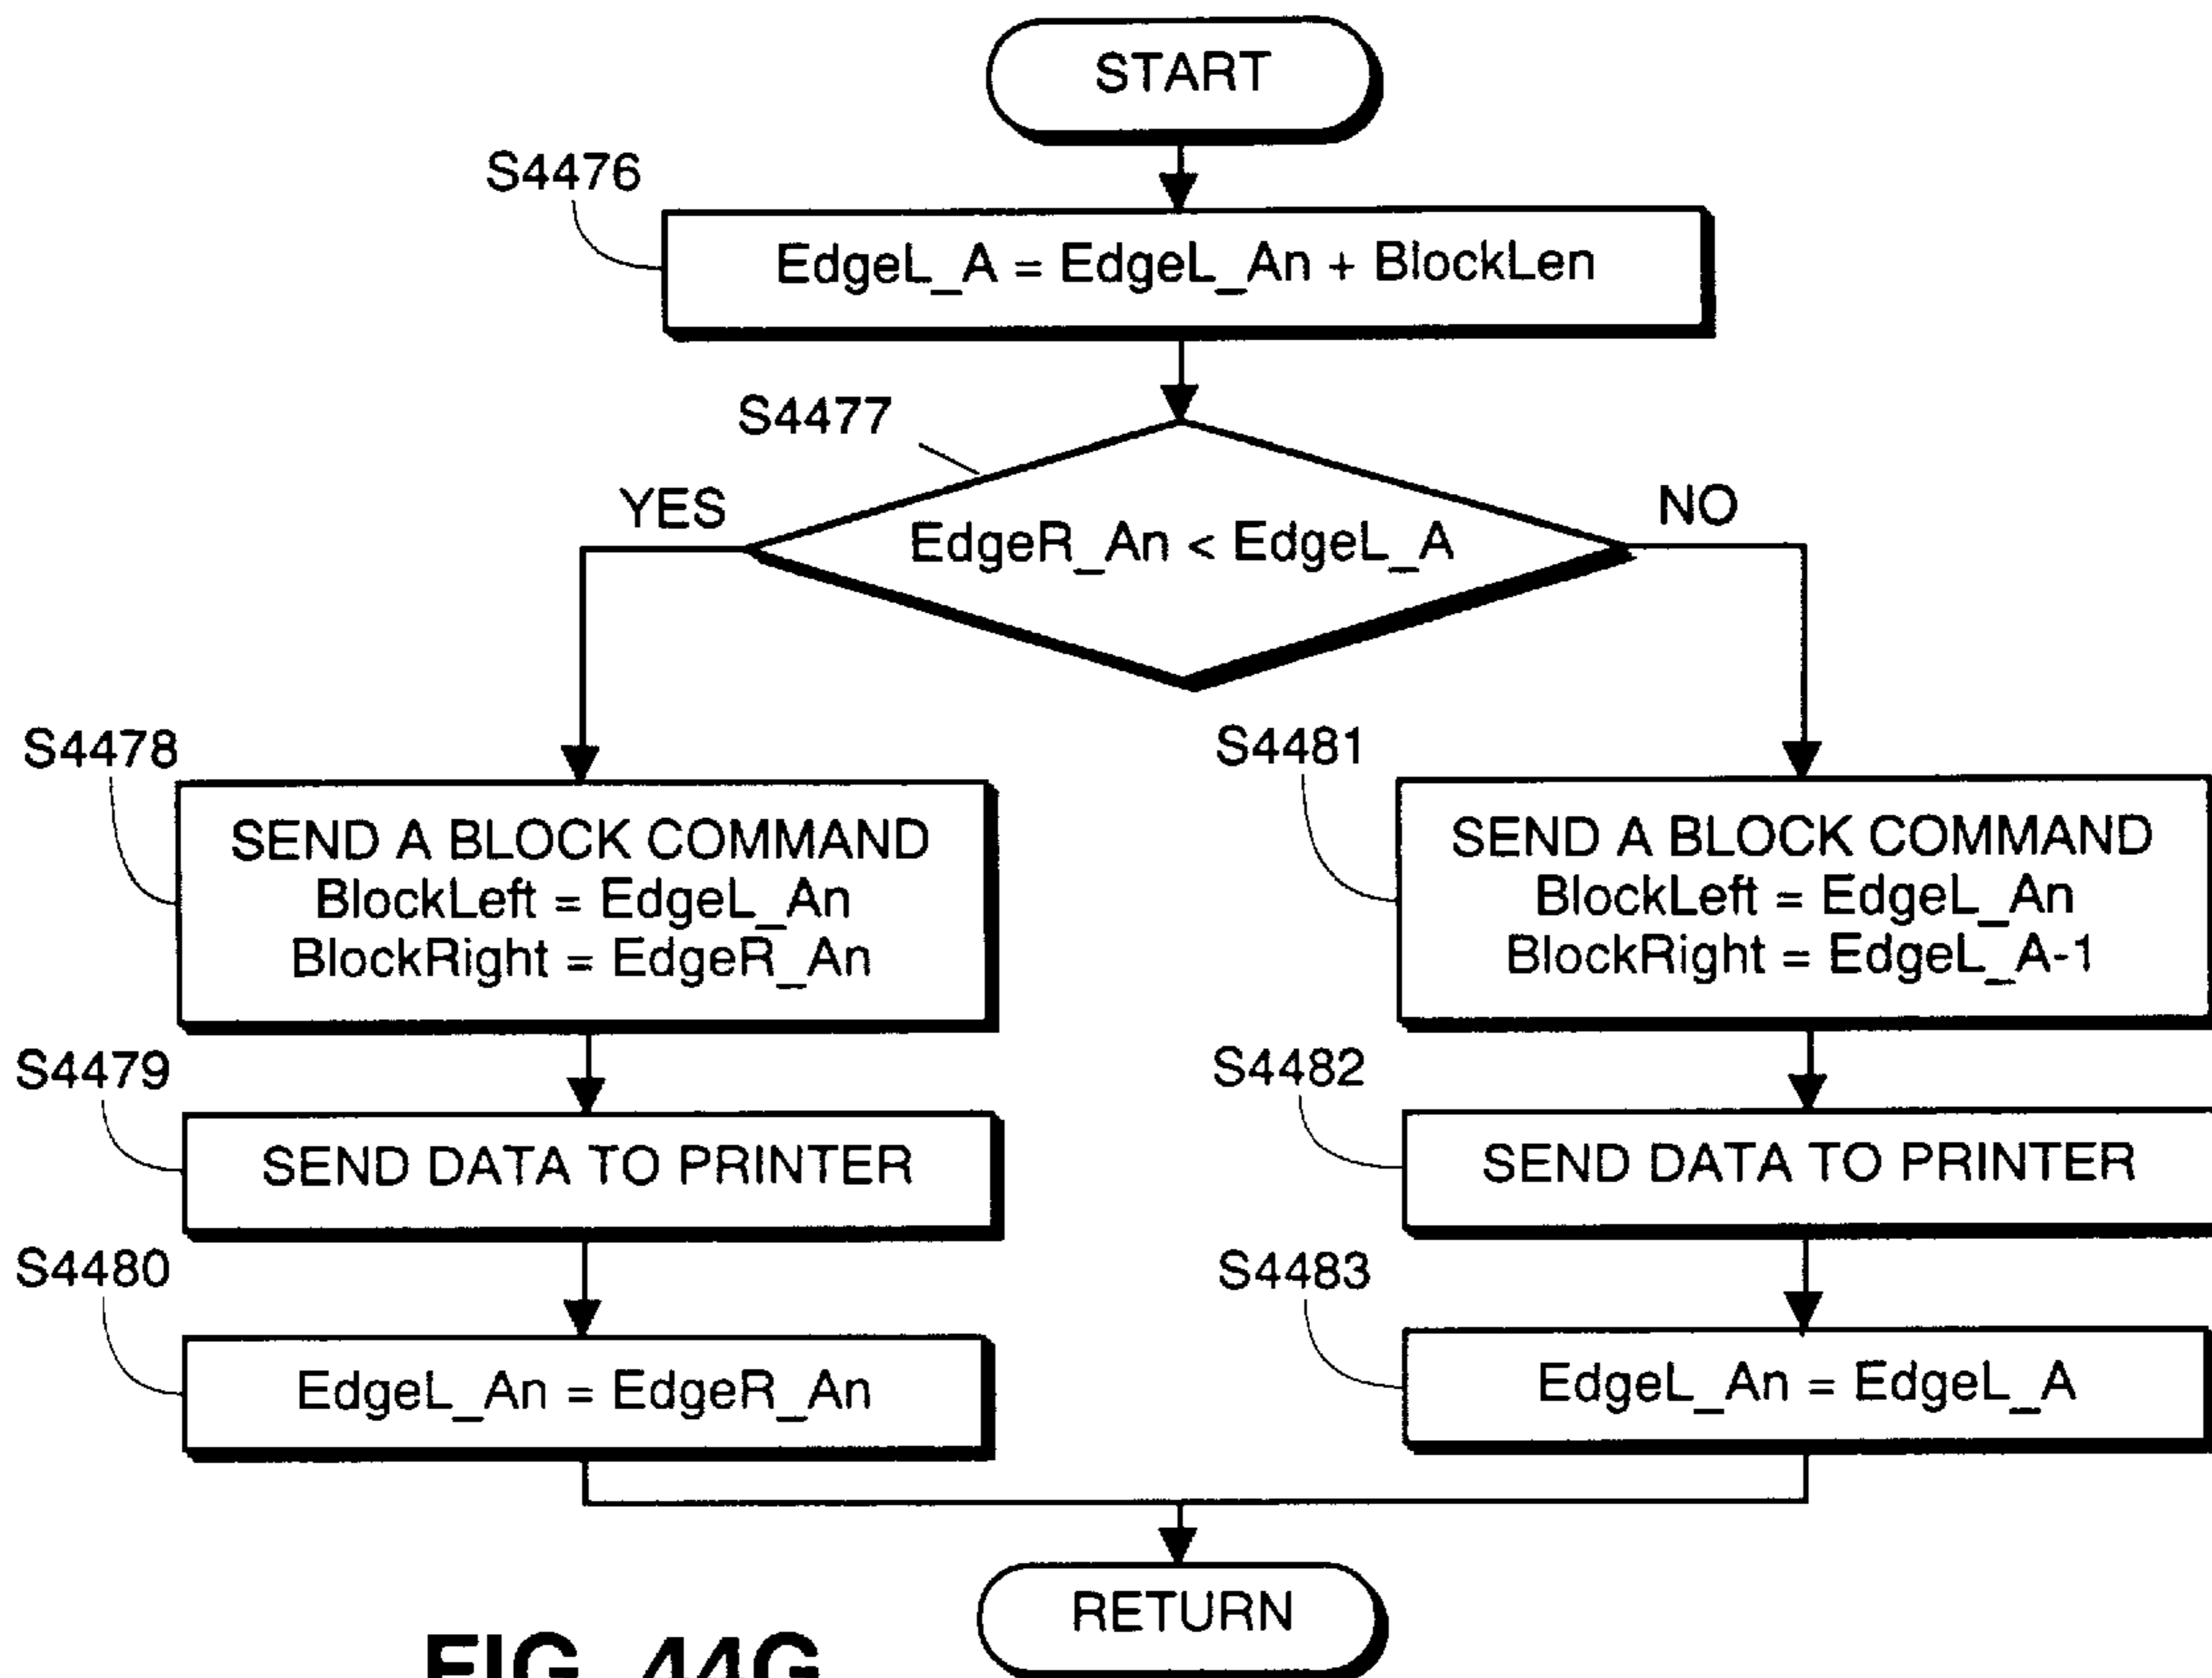 START
S4476
EdgeL_A = EdgeL_An + BlockLen
S4477
YES
EdgeR_An < EdgeL_A
NO
S4478
SEND A BLOCK COMMAND
BlockLeft = EdgeL_An
BlockRight = EdgeR_An
S4481
SEND A BLOCK COMMAND
BlockLeft = EdgeL_An
BlockRight = EdgeL_A-1
S4479
SEND DATA TO PRINTER
S4482
SEND DATA TO PRINTER
S4480
EdgeL_An = EdgeR_An
S4483
EdgeL_An = EdgeL_A
RETURN
FIG. 44G